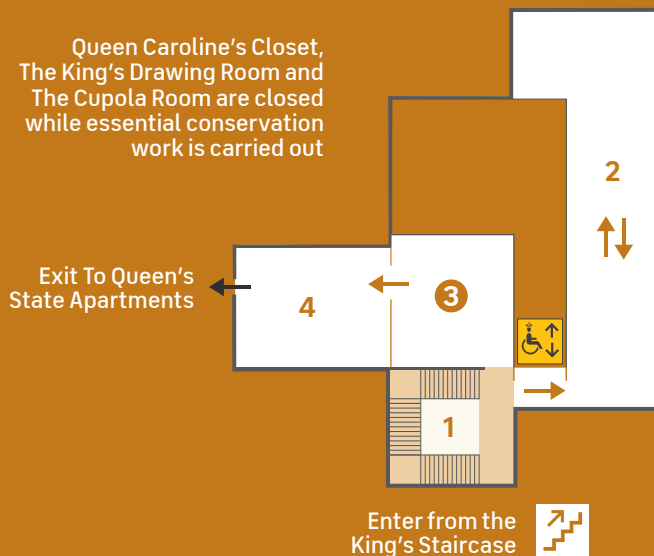 Queen Caroline's Closet,
The King's Drawing Room and
The Cupola Room are closed
while essential conservation
work is carried out
2
Exit To Queen's
State Apartments
4
3
1
Enter from the
King's Staircase